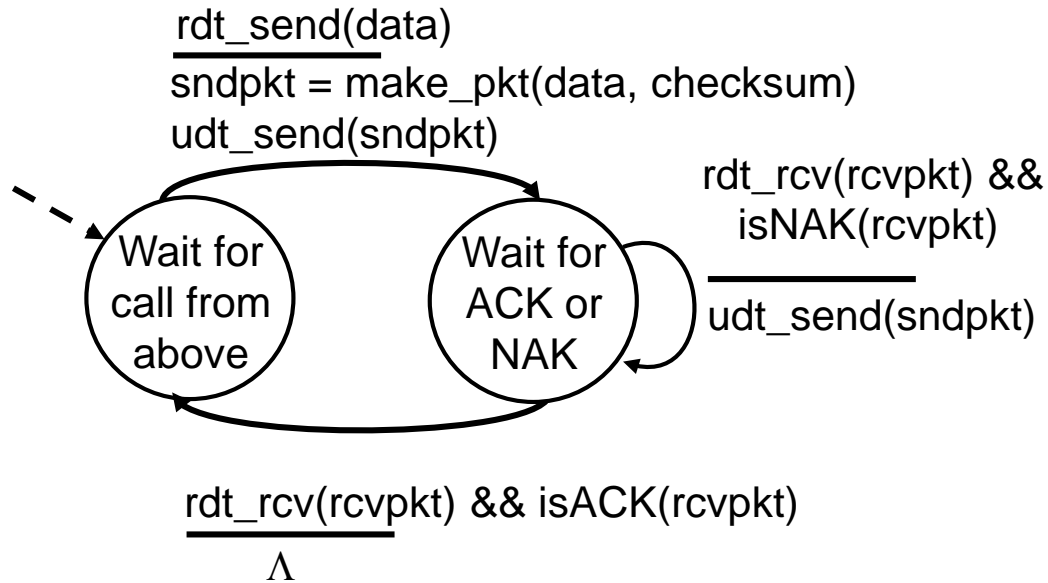 rdt_send(data)
sndpkt = make_pkt(data, checksum)
udt_send(sndpkt)
rdt_rcv(rcvpkt) &&
isNAK(rcvpkt)
udt_send(sndpkt)
Wait for
call from
above
Wait for
ACK or
NAK
rdt_rcv(rcvpkt) && isACK(rcvpkt)
Λ